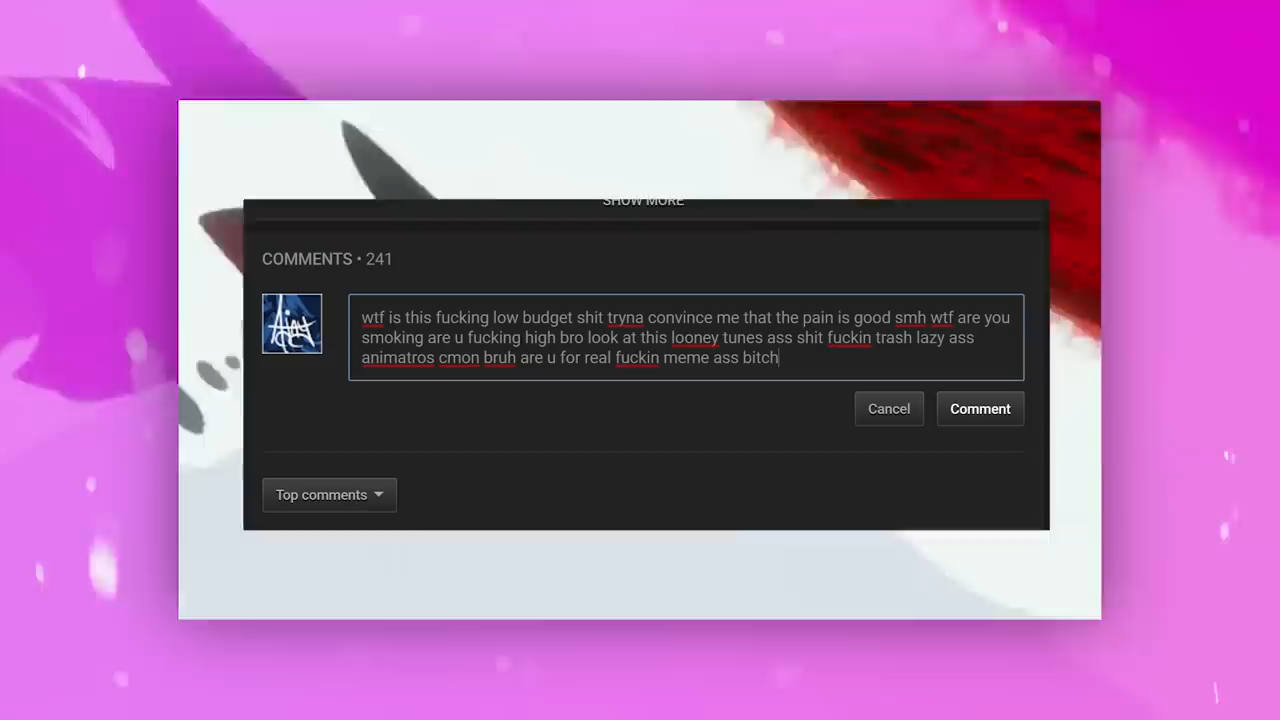 SHOW MORE
COMMENTS • 241
Ajay
wtf is this fucking low budget shit tryna convince me that the pain is good smh wtf are you
smoking are u fucking high bro look at this looney tunes ass shit fuckin trash lazy ass
animatros cmon bruh are u for real fuckin meme ass bitch
Cancel
Comment
Top comments